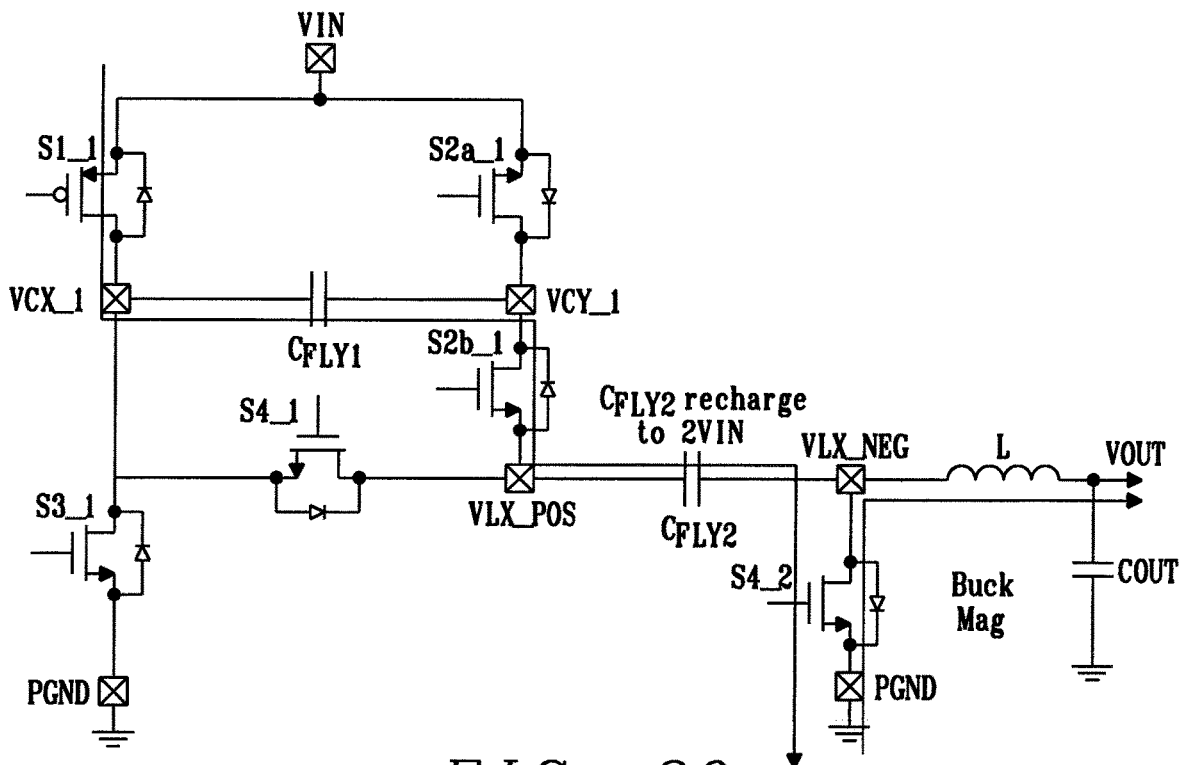 VIN
S1_1
S2a_1
VCX_1
VCY_1
CFLY1
S2b_1
S4_1
CFLY2 recharge
to 2VIN
VLX_NEG
L
VOUT
VLX_POS
S3_1
CFLY2
S4_2
Buck
Mag
COUT
PGND
PGND